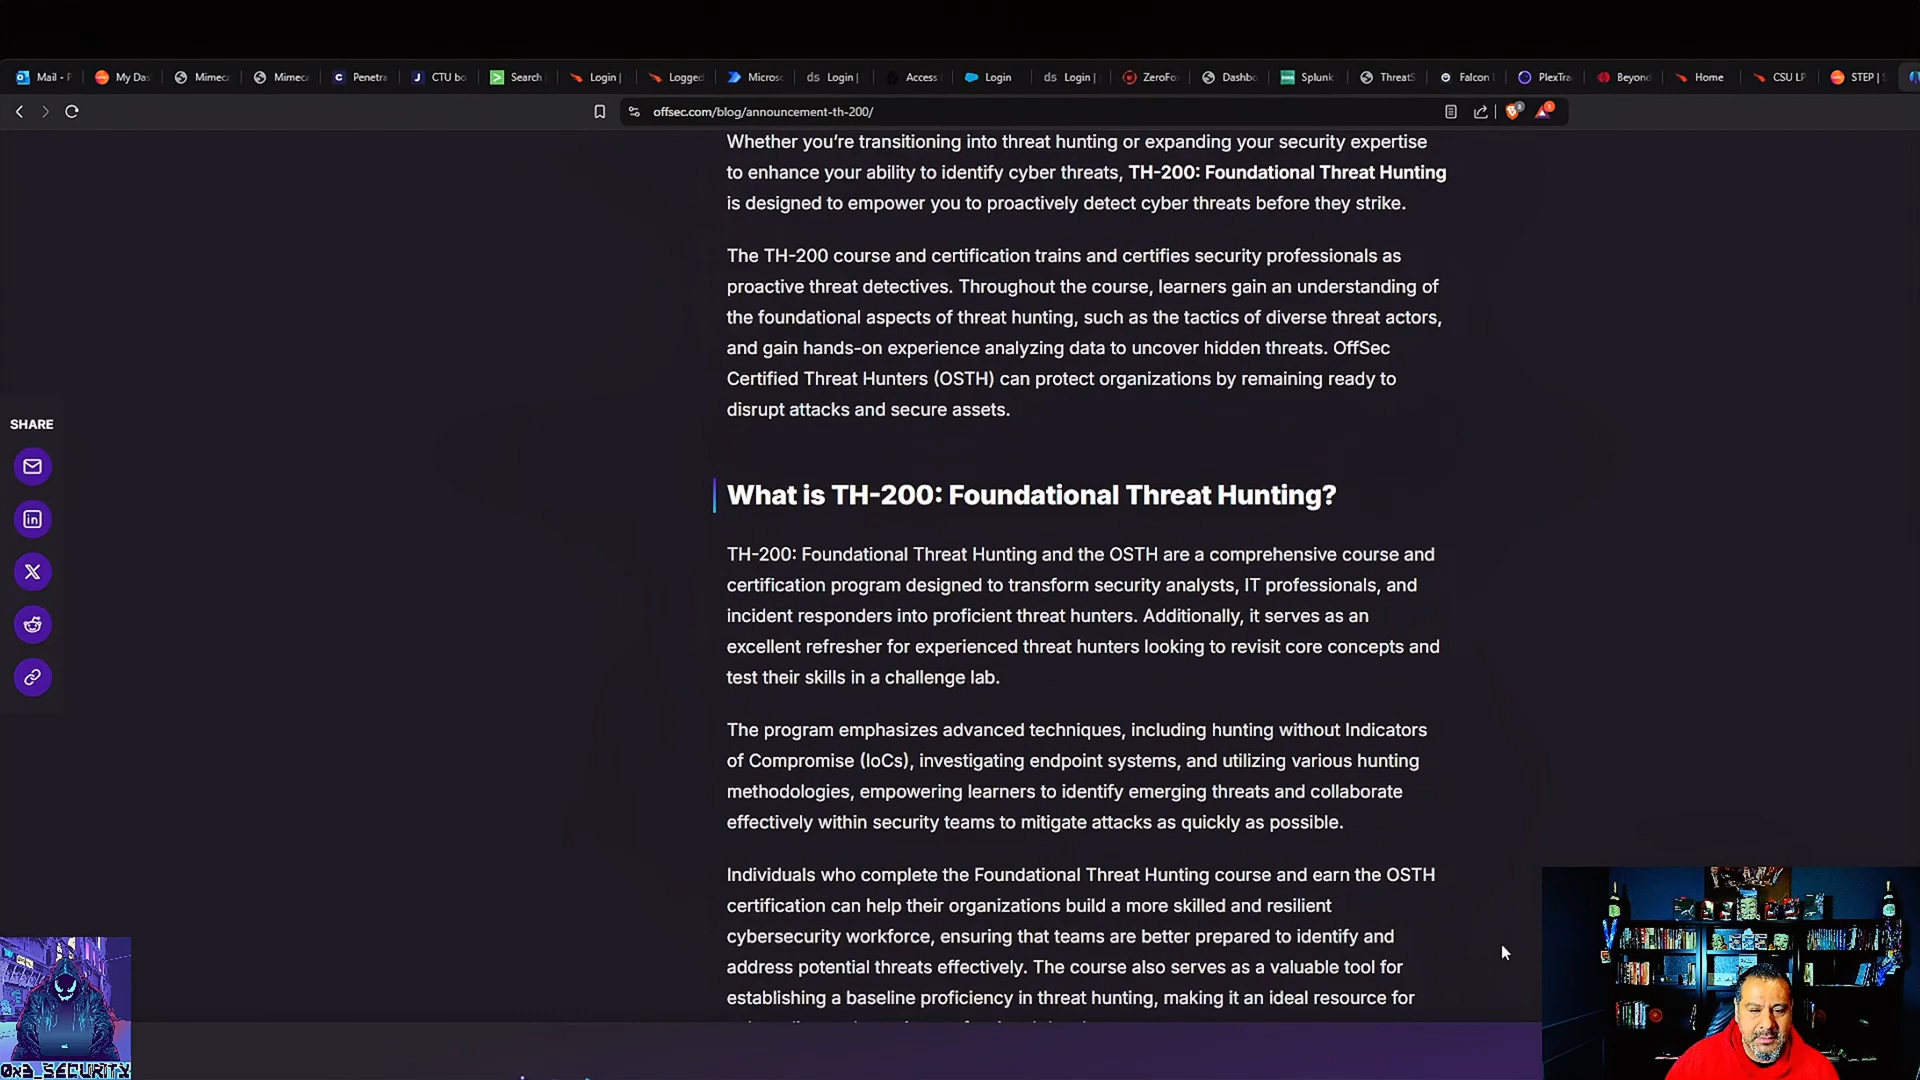 Mail - P
My Das
Mimec
Mimec
Penetra
CTU bo
Search
Login |
Logged
Micros
ds Login |
Access
Login
ds Login |
ZeroFo
Dashbo
Splunk
ThreatS
Falcon
PlexTra
Beyond
Home
CSU LP
STEP | S
offsec.com/blog/announcement-th-200/
Whether you're transitioning into threat hunting or expanding your security expertise
to enhance your ability to identify cyber threats, TH-200: Foundational Threat Hunting
is designed to empower you to proactively detect cyber threats before they strike.
The TH-200 course and certification trains and certifies security professionals as
proactive threat detectives. Throughout the course, learners gain an understanding of
the foundational aspects of threat hunting, such as the tactics of diverse threat actors,
and gain hands-on experience analyzing data to uncover hidden threats. OffSec
Certified Threat Hunters (OSTH) can protect organizations by remaining ready to
disrupt attacks and secure assets.
SHARE
What is TH-200: Foundational Threat Hunting?
TH-200: Foundational Threat Hunting and the OSTH are a comprehensive course and
certification program designed to transform security analysts, IT professionals, and
incident responders into proficient threat hunters. Additionally, it serves as an
excellent refresher for experienced threat hunters looking to revisit core concepts and
test their skills in a challenge lab.
The program emphasizes advanced techniques, including hunting without Indicators
of Compromise (IoCs), investigating endpoint systems, and utilizing various hunting
methodologies, empowering learners to identify emerging threats and collaborate
effectively within security teams to mitigate attacks as quickly as possible.
Individuals who complete the Foundational Threat Hunting course and earn the OSTH
certification can help their organizations build a more skilled and resilient
cybersecurity workforce, ensuring that teams are better prepared to identify and
address potential threats effectively. The course also serves as a valuable tool for
establishing a baseline proficiency in threat hunting, making it an ideal resource for
0x3_SECURITY